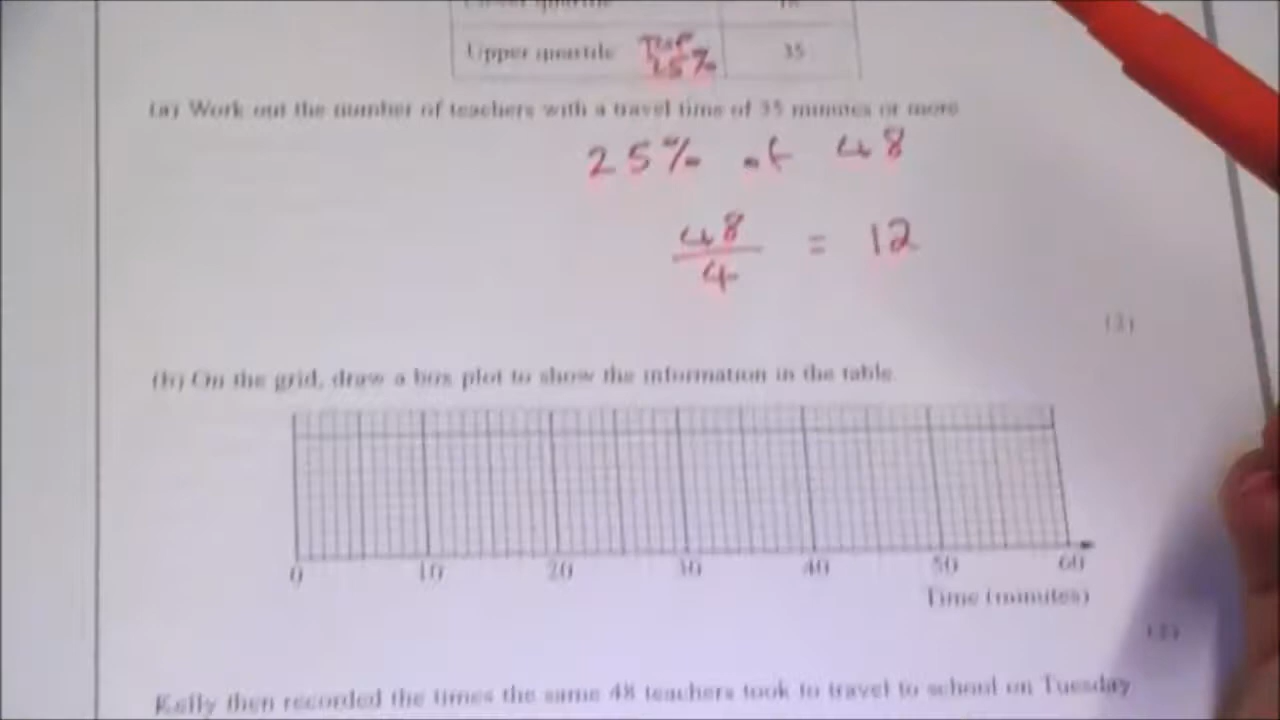 Lower quartile
Upper quartile TOP 25% 35
(a) Work out the number of teachers with a travel time of 35 minutes or more
25% of 48
48
4
= 12
(2)
(b) On the grid, draw a box plot to show the information in the table.
0 10 20 30 40 50 60
Time (minutes)
Kelly then recorded the times the same 48 teachers took to travel to school on Tuesday